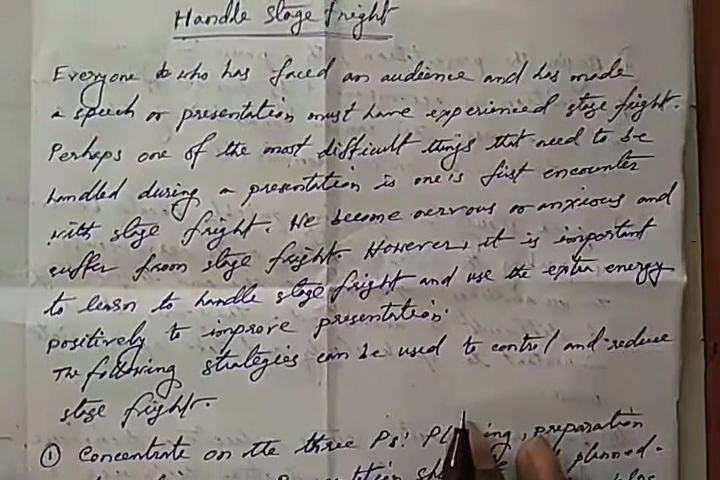 Handle stage fright
Everyone who has faced an audience and has made
a speech or presentation must have experienced stage fright.
Perhaps one of the most difficult things that need to be
handled during a presentation is one's first encounter
with stage fright. We become nervous or anxious and
suffer from stage fright. However, it is important
to learn to handle stage fright and use the extra energy
positively to improve presentation.
The following strategies can be used to control and reduce
stage fright.
① Concentrate on the three Ps: preparation
planned.